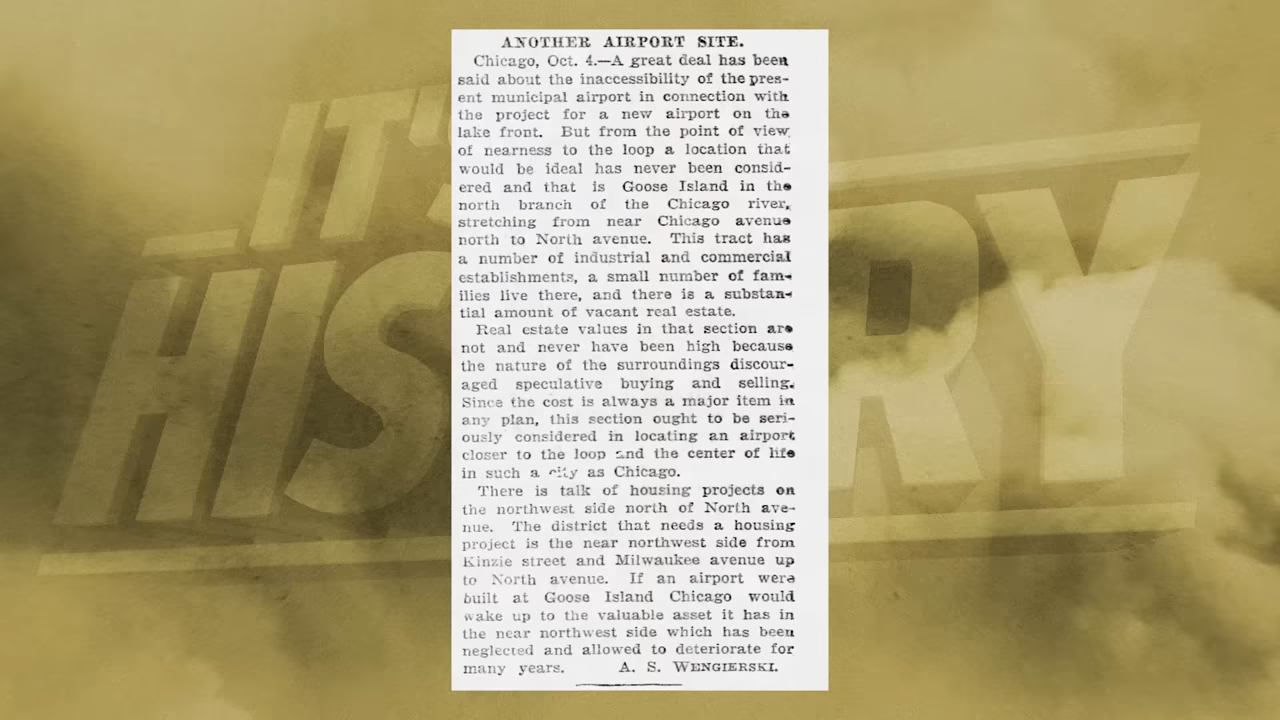 IT'S
HISTORY
ANOTHER AIRPORT SITE.
Chicago, Oct. 4.—A great deal has been
said about the inaccessibility of the pres-
ent municipal airport in connection with
the project for a new airport on the
lake front. But from the point of view
of nearness to the loop a location that
would be ideal has never been consid-
ered and that is Goose Island in the
north branch of the Chicago river,
stretching from near Chicago avenue
north to North avenue. This tract has
a number of industrial and commercial
establishments, a small number of fam-
ilies live there, and there is a substan-
tial amount of vacant real estate.
Real estate values in that section are
not and never have been high because
the nature of the surroundings discour-
aged speculative buying and selling.
Since the cost is always a major item in
any plan, this section ought to be seri-
ously considered in locating an airport
closer to the loop and the center of life
in such a city as Chicago.
There is talk of housing projects on
the northwest side north of North ave-
nue. The district that needs a housing
project is the near northwest side from
Kinzie street and Milwaukee avenue up
to North avenue. If an airport were
built at Goose Island Chicago would
wake up to the valuable asset it has in
the near northwest side which has been
neglected and allowed to deteriorate for
many years. A. S. WENGIERSKI.